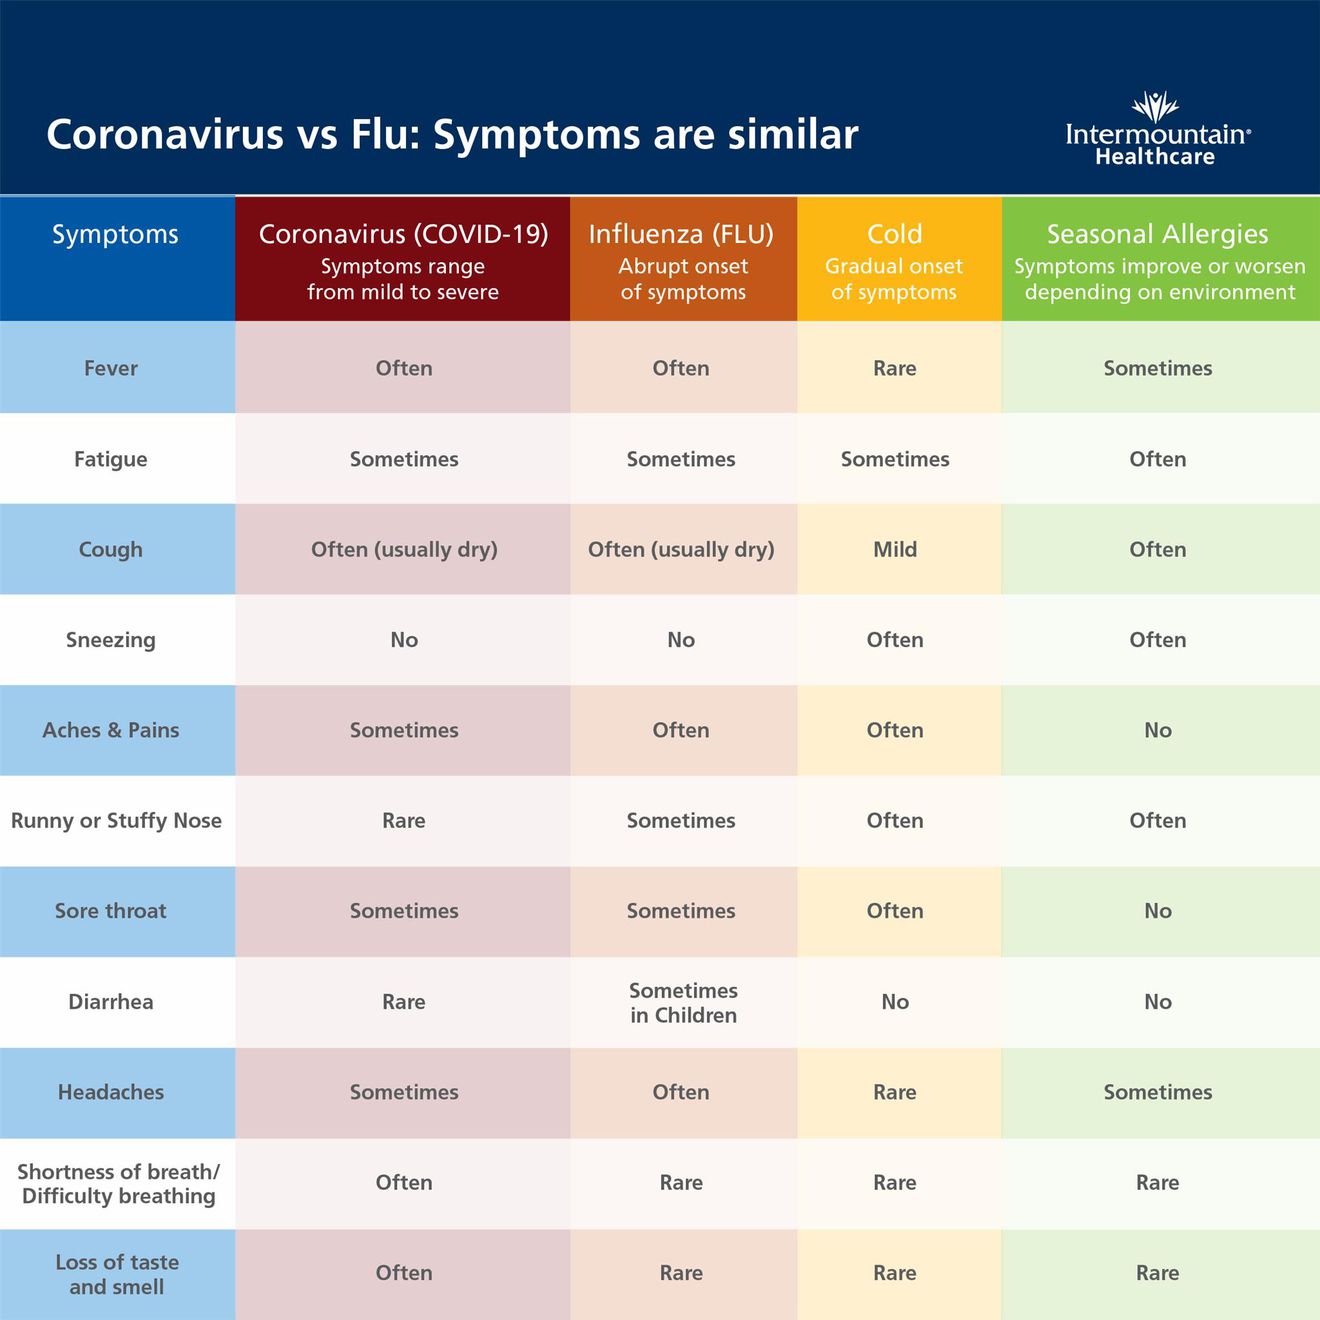 Coronavirus vs Flu: Symptoms are similar
Intermountain®
Healthcare
Symptoms
Coronavirus (COVID-19)
Symptoms range
from mild to severe
Influenza (FLU)
Abrupt onset
of symptoms
Cold
Gradual onset
of symptoms
Seasonal Allergies
Symptoms improve or worsen
depending on environment
Fever
Often
Often
Rare
Sometimes
Fatigue
Sometimes
Sometimes
Sometimes
Often
Cough
Often (usually dry)
Often (usually dry)
Mild
Often
Sneezing
No
No
Often
Often
Aches & Pains
Sometimes
Often
Often
No
Runny or Stuffy Nose
Rare
Sometimes
Often
Often
Sore throat
Sometimes
Sometimes
Often
No
Diarrhea
Rare
Sometimes
in Children
No
No
Headaches
Sometimes
Often
Rare
Sometimes
Shortness of breath/
Difficulty breathing
Often
Rare
Rare
Rare
Loss of taste
and smell
Often
Rare
Rare
Rare